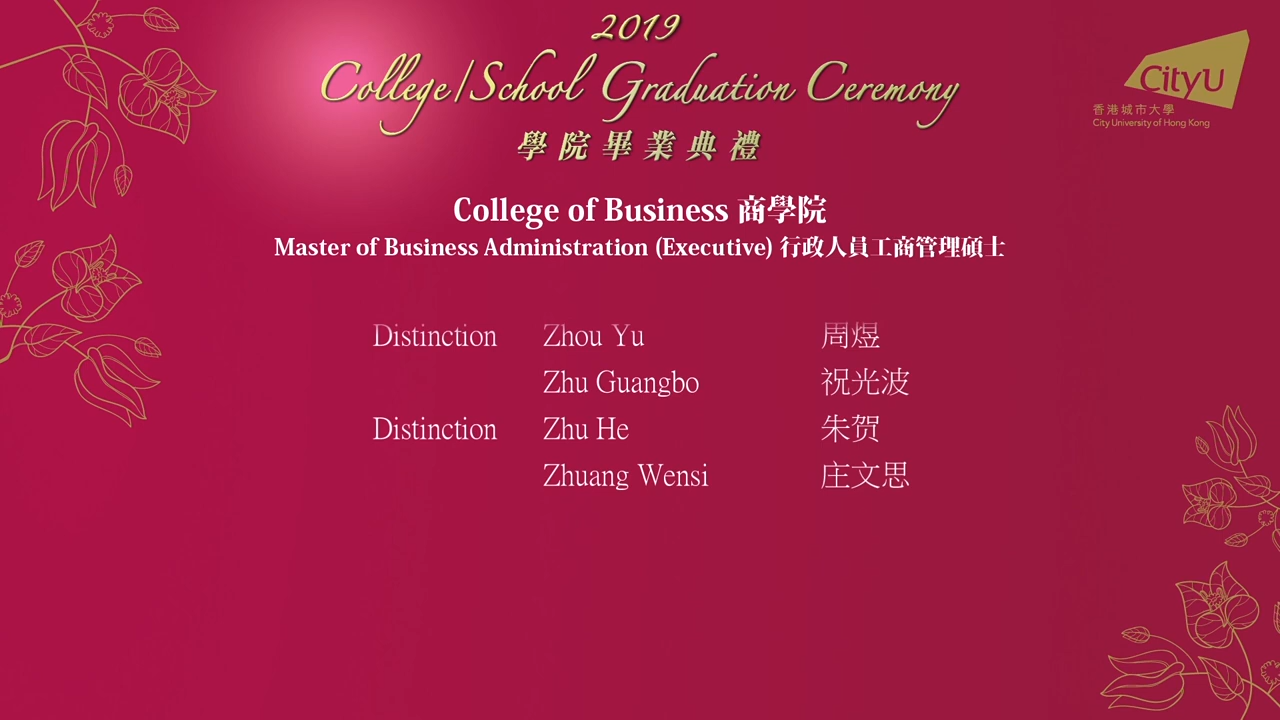 2019
College/School Graduation Ceremony
學院畢業典禮
CityU
香港城市大學
City University of Hong Kong
College of Business 商學院
Master of Business Administration (Executive) 行政人員工商管理碩士
Distinction Zhou Yu 周煜
Zhu Guangbo 祝光波
Distinction Zhu He 朱贺
Zhuang Wensi 庄文思